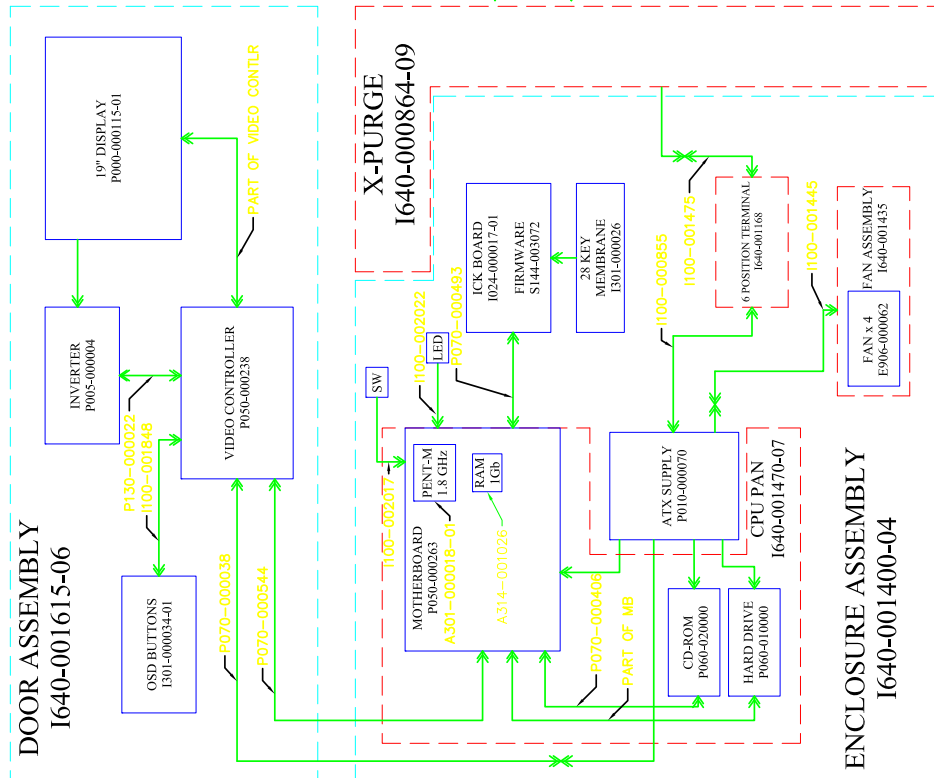 DOOR ASSEMBLY
I640-001615-06
19" DISPLAY
P000-000115-01
PART OF VIDEO CONTLR
INVERTER
P005-000004
VIDEO CONTROLLER
P050-000238
P130-000022
I100-001848
OSD BUTTONS
I301-000034-01
P070-000038
P070-000544
X-PURGE
I640-000864-09
ICK BOARD
I024-000017-01
FIRMWARE
S144-003072
28 KEY
MEMBRANE
I301-000026
P070-000493
I100-002022
LED
SW
I100-002017
MOTHERBOARD
P050-000263
PENT-M
1.8 GHz
A301-000018-01
RAM
1Gb
A314-001026
I100-000855
I100-001475
6 POSITION TERMINAL
I640-001168
I100-001445
FAN ASSEMBLY
I640-001435
FAN x 4
E906-000062
ATX SUPPLY
P010-000070
CPU PAN
I640-001470-07
P070-000406
PART OF MB
CD-ROM
P060-020000
HARD DRIVE
P060-010000
ENCLOSURE ASSEMBLY
I640-001400-04